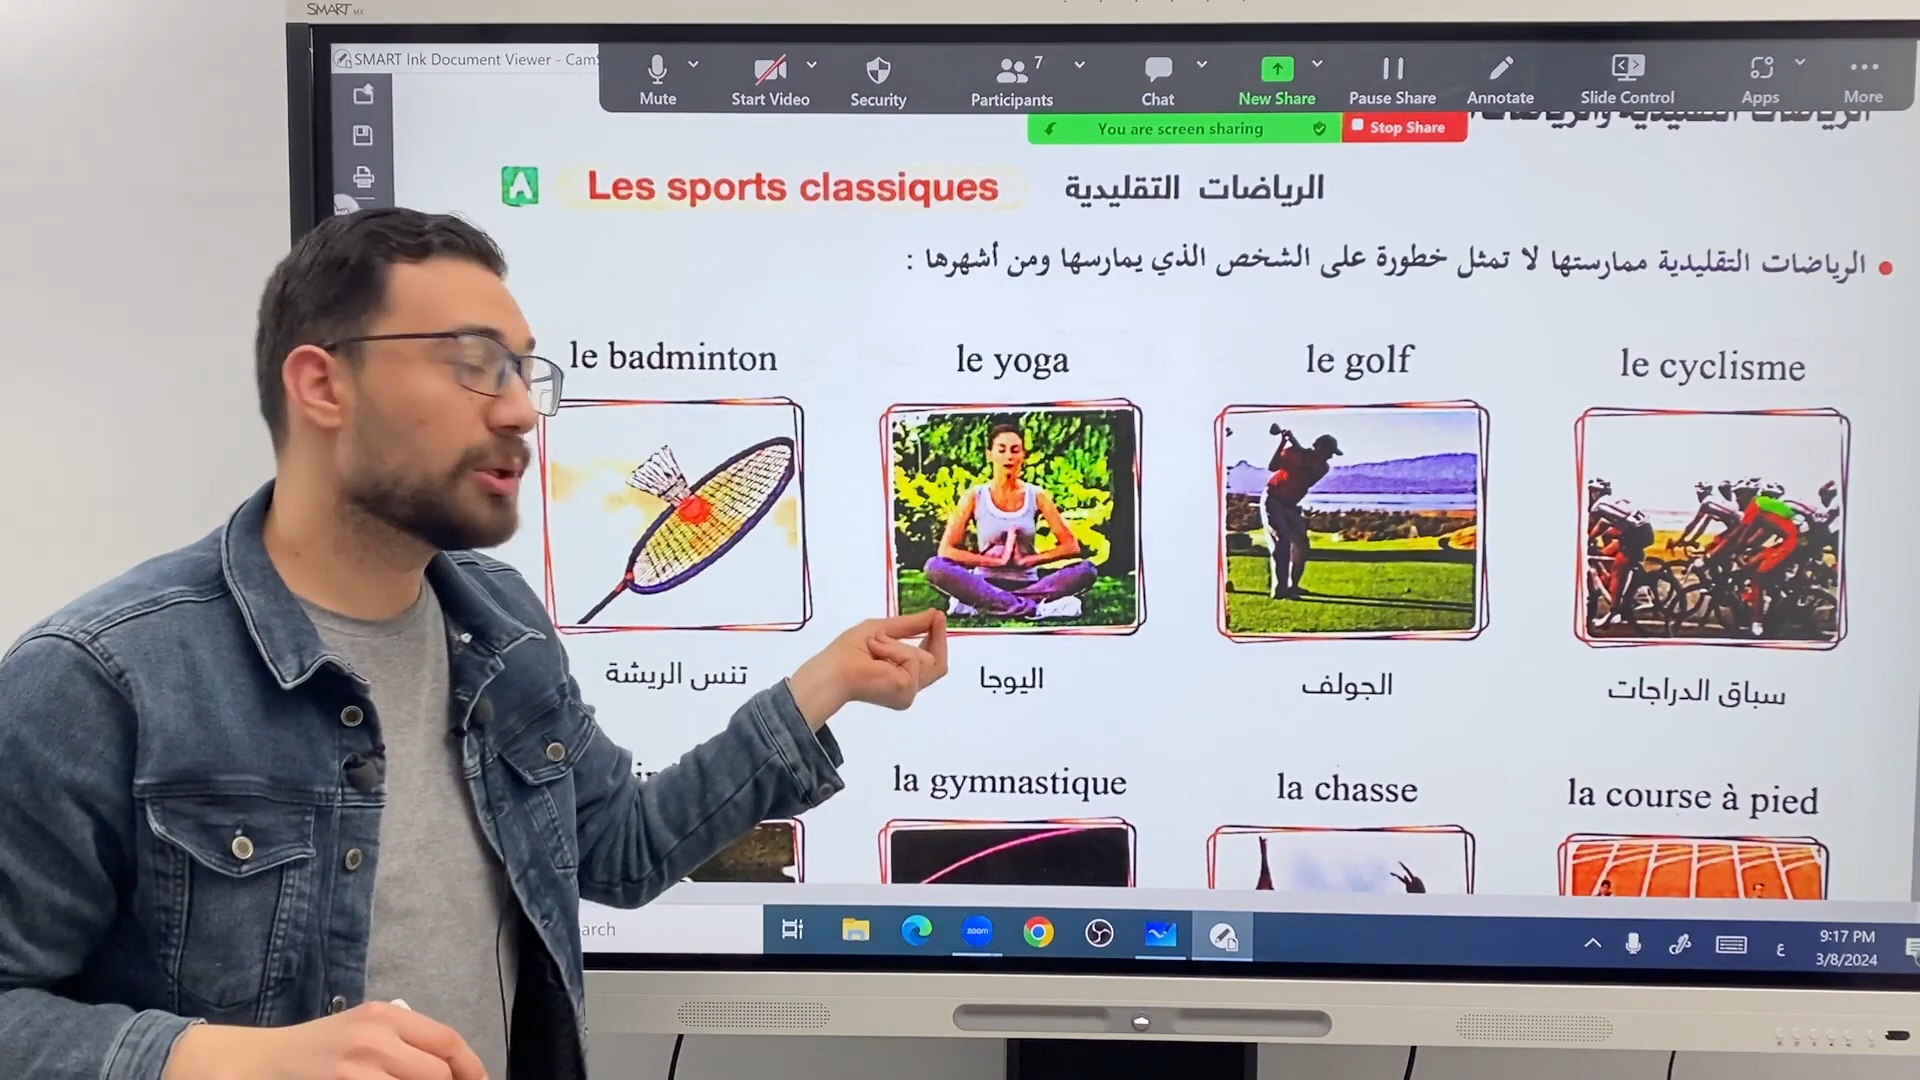 SMART MX
SMART Ink Document Viewer - Cam
Mute
Start Video
Security
7
Participants
Chat
New Share
Pause Share
Annotate
Slide Control
Apps
More
You are screen sharing
Stop Share
A Les sports classiques الرياضات التقليدية
الرياضات التقليدية ممارستها لا تمثل خطورة على الشخص الذي يمارسها ومن أشهرها :
le badminton
le yoga
le golf
le cyclisme
تنس الريشة
اليوجا
الجولف
سباق الدراجات
la gymnastique
la chasse
la course à pied
arch
zoom
ع
9:17 PM
3/8/2024